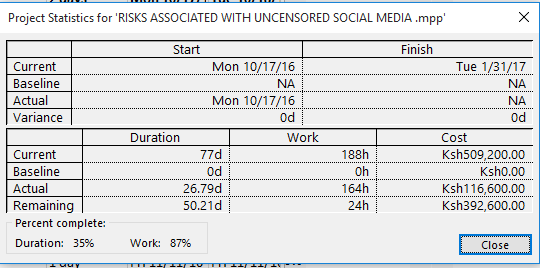 Project Statistics for 'RISKS ASSOCIATED WITH UNCENSORED SOCIAL MEDIA .mpp'
Start Finish
Current Mon 10/17/16 Tue 1/31/17
Baseline NA NA
Actual Mon 10/17/16 NA
Variance 0d 0d
Duration Work Cost
Current 77d 188h Ksh509,200.00
Baseline 0d 0h Ksh0.00
Actual 26.79d 164h Ksh116,600.00
Remaining 50.21d 24h Ksh392,600.00
Percent complete:
Duration: 35% Work: 87%
Close